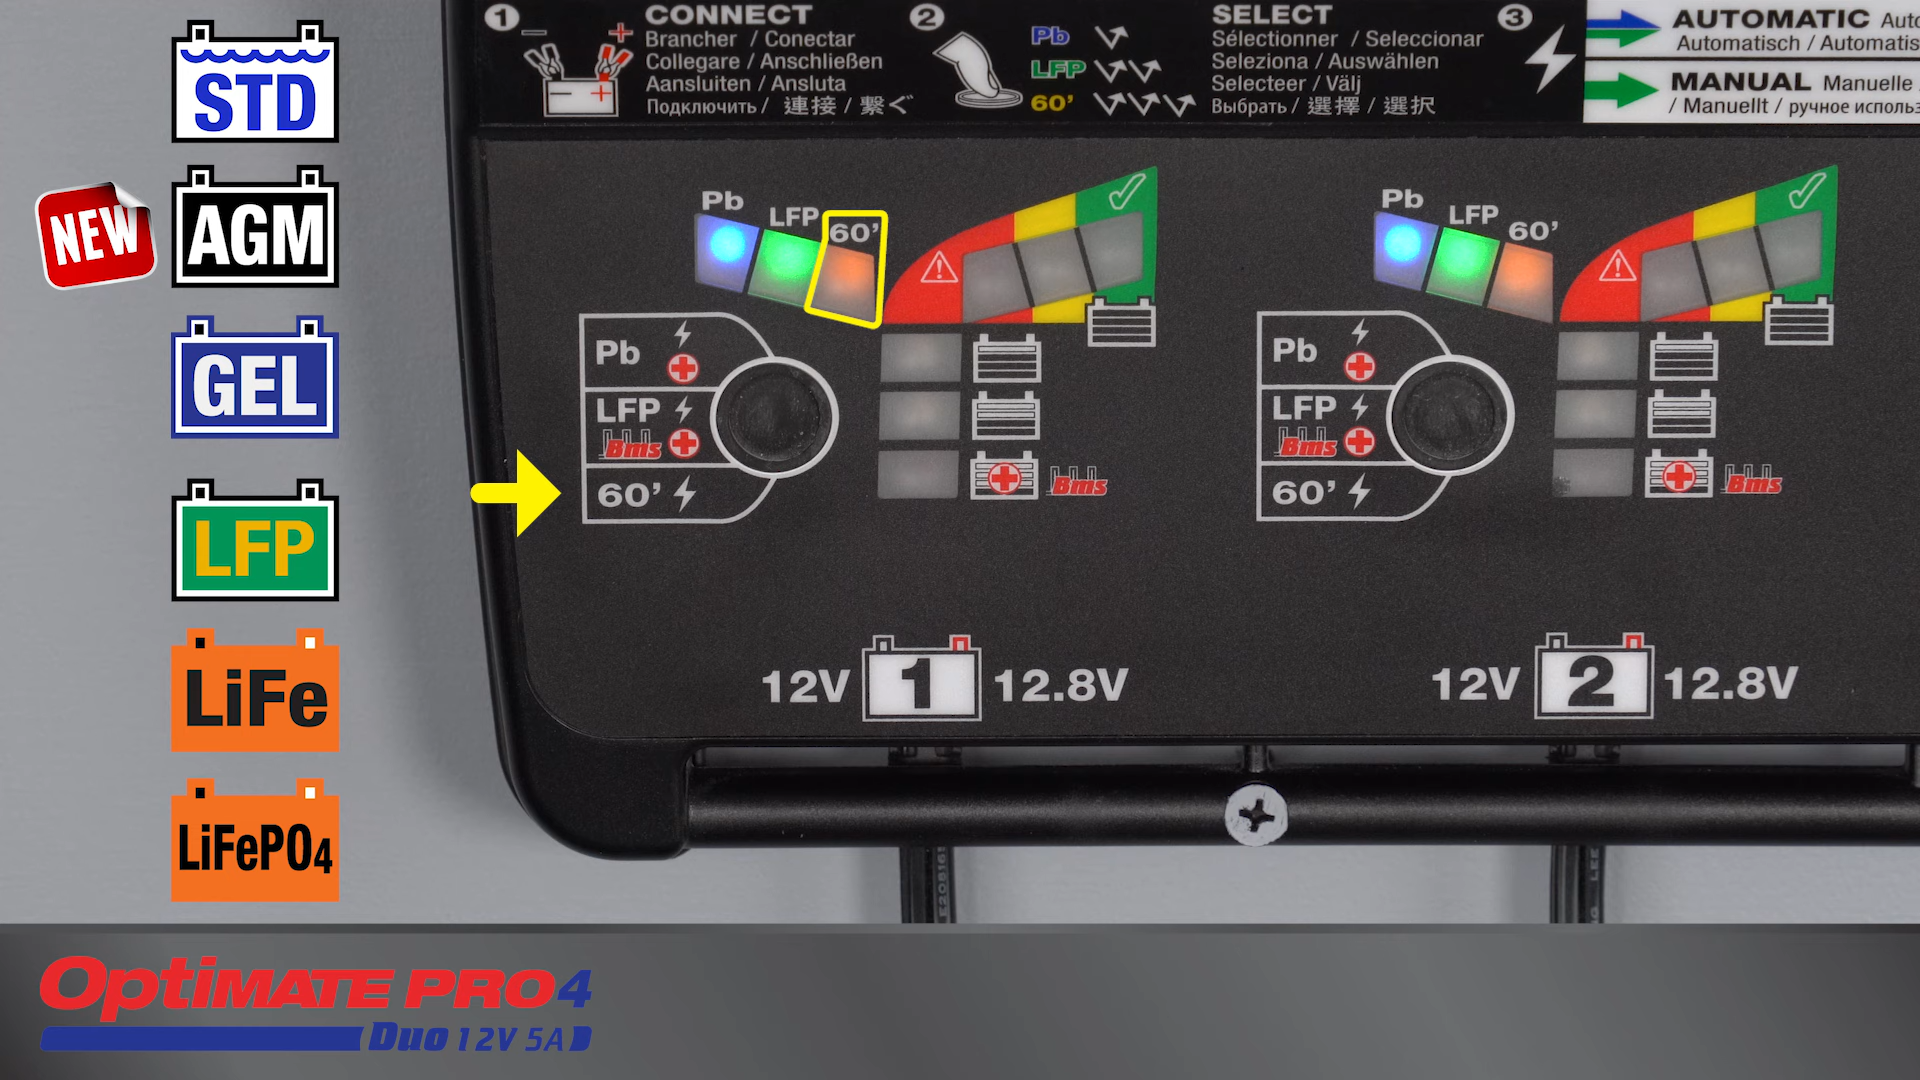 1
CONNECT
Brancher / Conectar
Collegare / Anschließen
Aansluiten / Ansluta
Подключить / 連接 / 繋ぐ
2
Pb
LFP
60'
SELECT
Sélectionner / Seleccionar
Seleziona / Auswählen
Selecteer / Välj
Выбрать / 選擇 / 選択
3
AUTOMATIC Auto
Automatisch / Automatis
MANUAL Manuelle
/ Manuellt / ручное использ
STD
NEW
AGM
GEL
LFP
LiFe
LiFePO4
Pb
LFP
60'
Pb
LFP
Bms
60'
Bms
12V 1 12.8V
Pb
LFP
60'
Pb
LFP
Bms
60'
Bms
12V 2 12.8V
OptiMATE PRO4
Duo 12V 5A